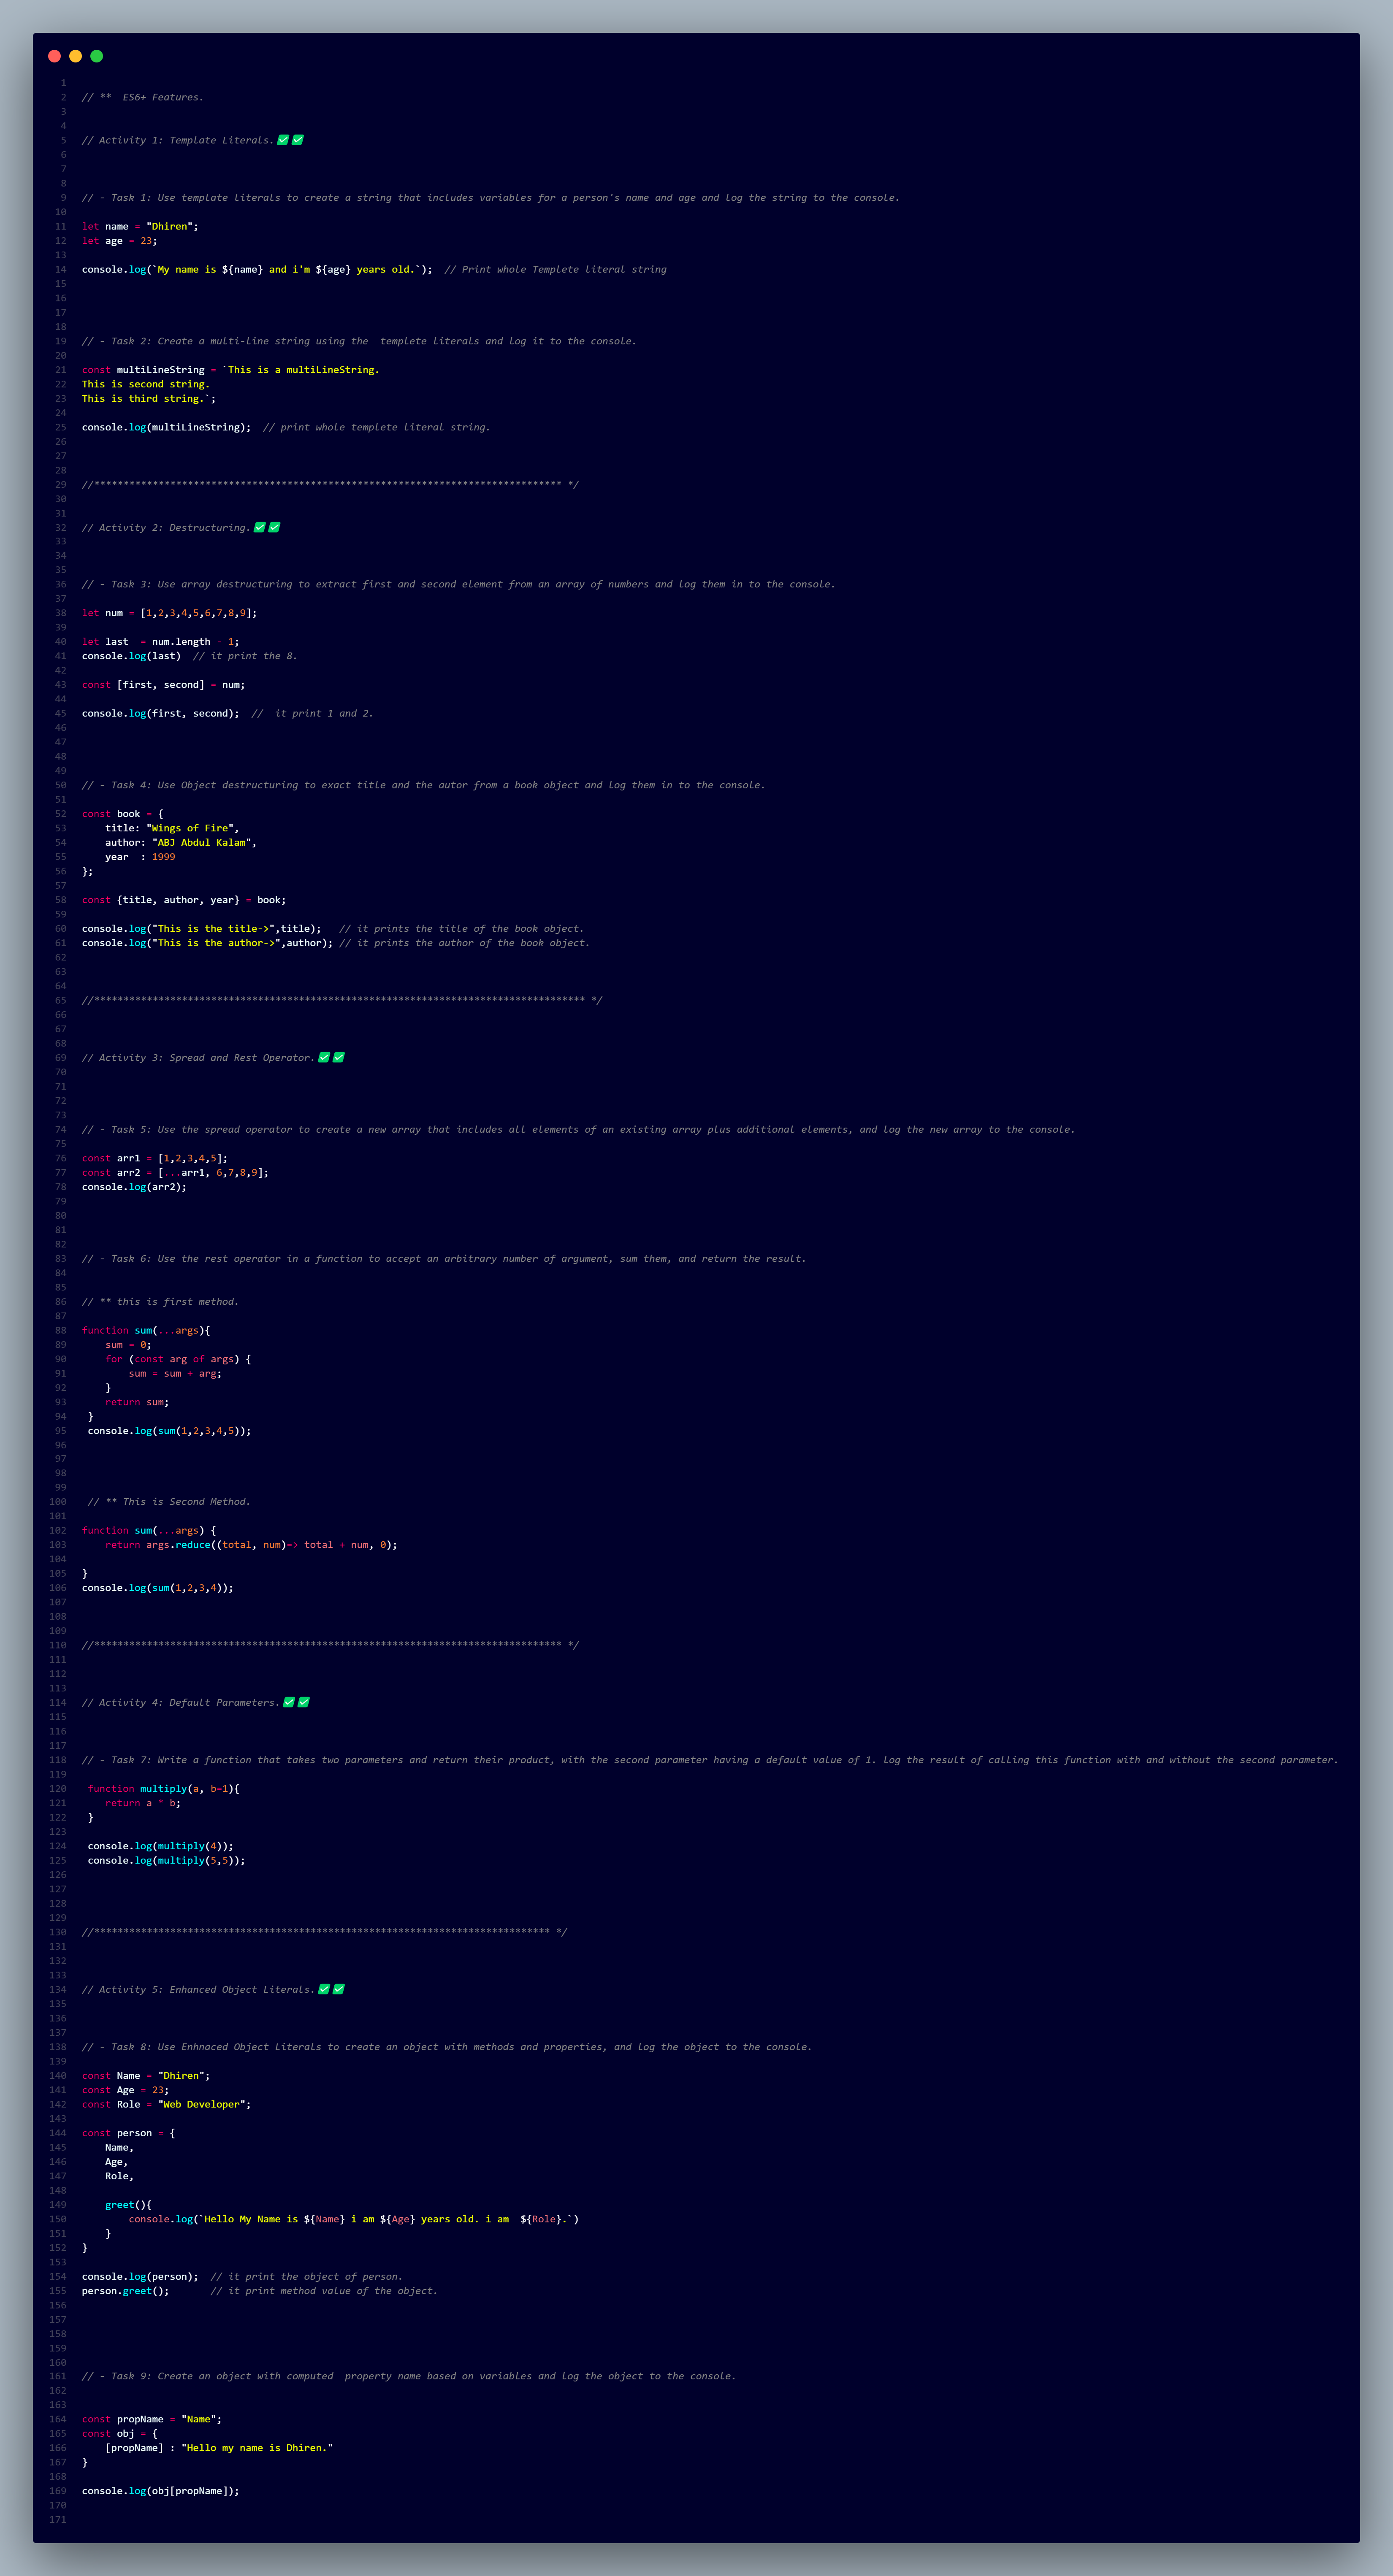 1
2 // **  ES6+ Features.
3
4
5 // Activity 1: Template Literals.✅✅
6
7
8
9 // - Task 1: Use template literals to create a string that includes variables for a person's name and age and log the string to the console.
10
11 let name = "Dhiren";
12 let age = 23;
13
14 console.log(`My name is ${name} and i'm ${age} years old.`);  // Print whole Templete literal string
15
16
17
18
19 // - Task 2: Create a multi-line string using the  templete literals and log it to the console.
20
21 const multiLineString = `This is a multiLineString.
22 This is second string.
23 This is third string.`;
24
25 console.log(multiLineString);  // print whole templete literal string.
26
27
28
29 //******************************************************************************** */
30
31
32 // Activity 2: Destructuring.✅✅
33
34
35
36 // - Task 3: Use array destructuring to extract first and second element from an array of numbers and log them in to the console.
37
38 let num = [1,2,3,4,5,6,7,8,9];
39
40 let last  = num.length - 1;
41 console.log(last)  // it print the 8.
42
43 const [first, second] = num;
44
45 console.log(first, second);  //  it print 1 and 2.
46
47
48
49
50 // - Task 4: Use Object destructuring to exact title and the autor from a book object and log them in to the console.
51
52 const book = {
53     title: "Wings of Fire",
54     author: "ABJ Abdul Kalam",
55     year  : 1999
56 };
57
58 const {title, author, year} = book;
59
60 console.log("This is the title->",title);   // it prints the title of the book object.
61 console.log("This is the author->",author); // it prints the author of the book object.
62
63
64
65 //************************************************************************************ */
66
67
68
69 // Activity 3: Spread and Rest Operator.✅✅
70
71
72
73
74 // - Task 5: Use the spread operator to create a new array that includes all elements of an existing array plus additional elements, and log the new array to the console.
75
76 const arr1 = [1,2,3,4,5];
77 const arr2 = [...arr1, 6,7,8,9];
78 console.log(arr2);
79
80
81
82
83 // - Task 6: Use the rest operator in a function to accept an arbitrary number of argument, sum them, and return the result.
84
85
86 // ** this is first method.
87
88 function sum(...args){
89     sum = 0;
90     for (const arg of args) {
91         sum = sum + arg;
92     }
93     return sum;
94  }
95  console.log(sum(1,2,3,4,5));
96
97
98
99
100  // ** This is Second Method.
101
102 function sum(...args) {
103     return args.reduce((total, num)=> total + num, 0);
104
105 }
106 console.log(sum(1,2,3,4));
107
108
109
110 //******************************************************************************** */
111
112
113
114 // Activity 4: Default Parameters.✅✅
115
116
117
118 // - Task 7: Write a function that takes two parameters and return their product, with the second parameter having a default value of 1. log the result of calling this function with and without the second parameter.
119
120  function multiply(a, b=1){
121     return a * b;
122  }
123
124  console.log(multiply(4));
125  console.log(multiply(5,5));
126
127
128
129
130 //****************************************************************************** */
131
132
133
134 // Activity 5: Enhanced Object Literals.✅✅
135
136
137
138 // - Task 8: Use Enhnaced Object Literals to create an object with methods and properties, and log the object to the console.
139
140 const Name = "Dhiren";
141 const Age = 23;
142 const Role = "Web Developer";
143
144 const person = {
145     Name,
146     Age,
147     Role,
148
149     greet(){
150         console.log(`Hello My Name is ${Name} i am ${Age} years old. i am  ${Role}.`)
151     }
152 }
153
154 console.log(person);  // it print the object of person.
155 person.greet();       // it print method value of the object.
156
157
158
159
160
161 // - Task 9: Create an object with computed  property name based on variables and log the object to the console.
162
163
164 const propName = "Name";
165 const obj = {
166     [propName] : "Hello my name is Dhiren."
167 }
168
169 console.log(obj[propName]);
170
171